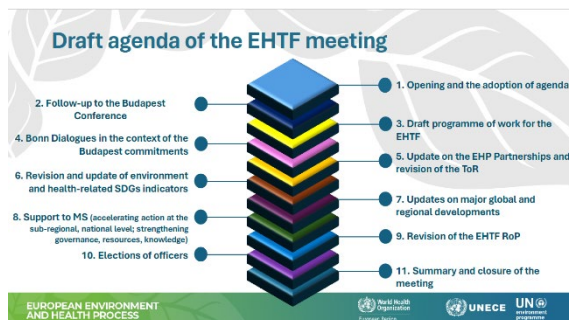 Draft agenda of the EHTF meeting
1. Opening and the adoption of agenda
2. Follow-up to the Budapest
Conference
3. Draft programme of work for the
EHTF
4. Bonn Dialogues in the context of the
Budapest commitments
5. Update on the EHP Partnerships and
revision of the ToR
6. Revision and update of environment
and health-related SDGs indicators
7. Updates on major global and
regional developments
8. Support to MS (accelerating action at the
sub-regional, national level; strengthening
governance, resources, knowledge)
9. Revision of the EHTF RoP
10. Elections of officers
11. Summary and closure of the
meeting
EUROPEAN ENVIRONMENT
AND HEALTH PROCESS
World Health
Organization
European Region
UNECE
UN
environment
programme